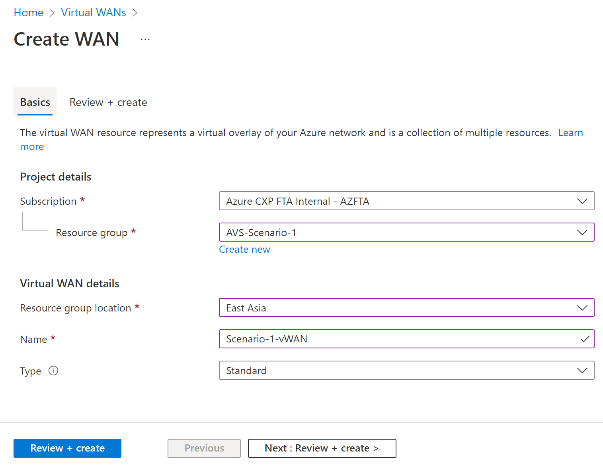 Home > Virtual WANs >
Create WAN ...
Basics Review + create
The virtual WAN resource represents a virtual overlay of your Azure network and is a collection of multiple resources. Learn
more
Project details
Subscription * Azure CXP FTA Internal - AZFTA
Resource group * AVS-Scenario-1
Create new
Virtual WAN details
Resource group location * East Asia
Name * Scenario-1-vWAN
Type Standard
Review + create Previous Next : Review + create >